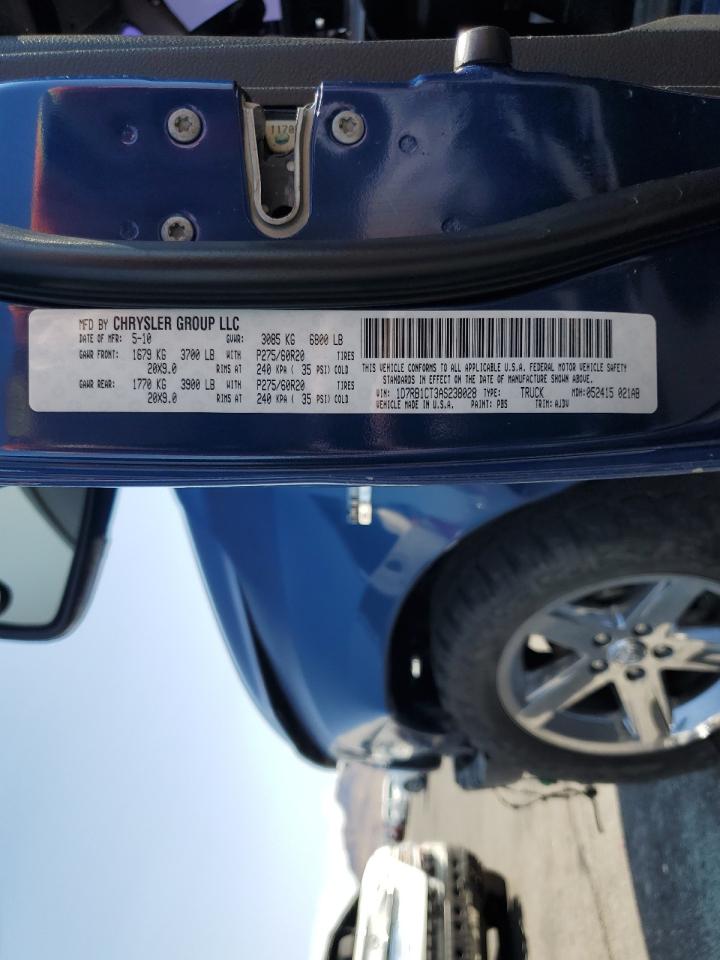 1170
MFD BY CHRYSLER GROUP LLC
DATE OF MFR: 5-10 GVWR: 3085 KG 6800 LB
GAWR FRONT: 1679 KG 3700 LB WITH P275/60R20 TIRES
20X9.0 RIMS AT 240 KPA ( 35 PSI) COLD
GAWR REAR: 1770 KG 3900 LB WITH P275/60R20 TIRES
20X9.0 RIMS AT 240 KPA ( 35 PSI) COLD
THIS VEHICLE CONFORMS TO ALL APPLICABLE U.S.A. FEDERAL MOTOR VEHICLE SAFETY
STANDARDS IN EFFECT ON THE DATE OF MANUFACTURE SHOWN ABOVE.
VIN: 1D7RB1CT3AS238028 TYPE: TRUCK MDH: 052415 021AB
VEHICLE MADE IN U.S.A. PAINT: PBS TRIM: AJDV